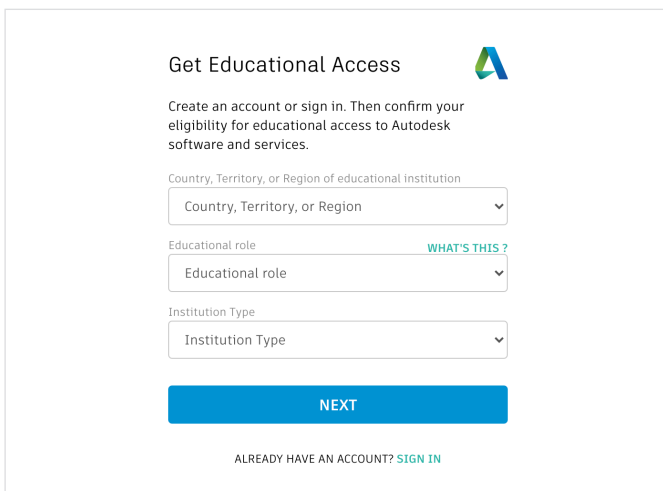 Get Educational Access
Create an account or sign in. Then confirm your
eligibility for educational access to Autodesk
software and services.
Country, Territory, or Region of educational institution
Country, Territory, or Region
Educational role
WHAT'S THIS ?
Educational role
Institution Type
Institution Type
NEXT
ALREADY HAVE AN ACCOUNT? SIGN IN